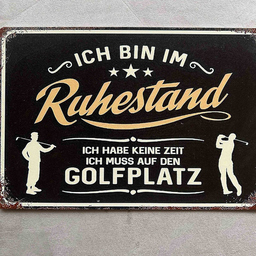 ICH BIN IM
Ruhestand
ICH HABE KEINE ZEIT
ICH MUSS AUF DEN
GOLFPLATZ